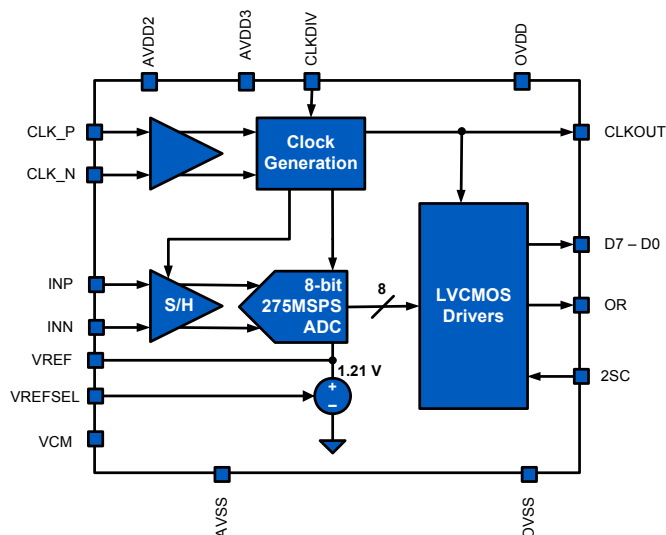 AVDD2
AVDD3
CLKDIV
OVDD
CLK_P
CLK_N
Clock
Generation
CLKOUT
INP
INN
S/H
8-bit
275MSPS
ADC
8
LVCMOS
Drivers
D7 – D0
OR
2SC
VREF
1.21 V
VREFSEL
+
–
VCM
AVSS
OVSS